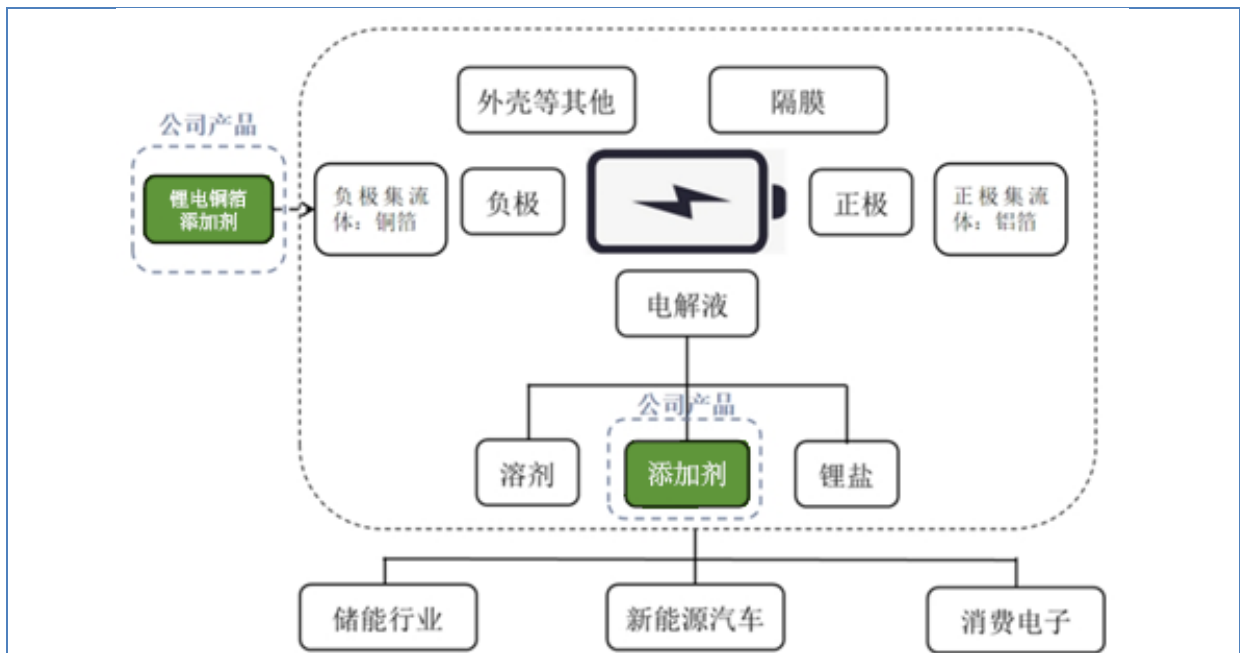 外壳等其他
隔膜
公司产品
锂电铜箔
添加剂
负极集流
体：铜箔
负极
正极
正极集流
体：铝箔
电解液
公司产品
溶剂
添加剂
锂盐
储能行业
新能源汽车
消费电子